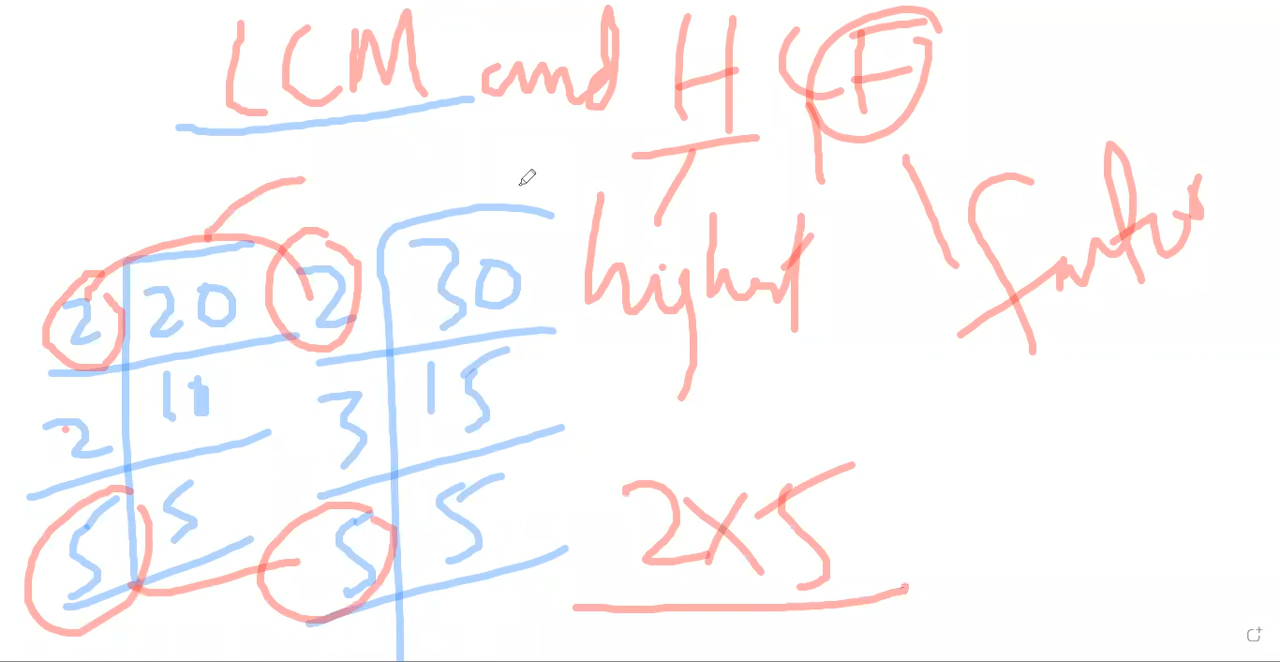 LCM and HCF
highest factor
2 20 2 30
2 10 3 15
5 5 5 5
2 x 5